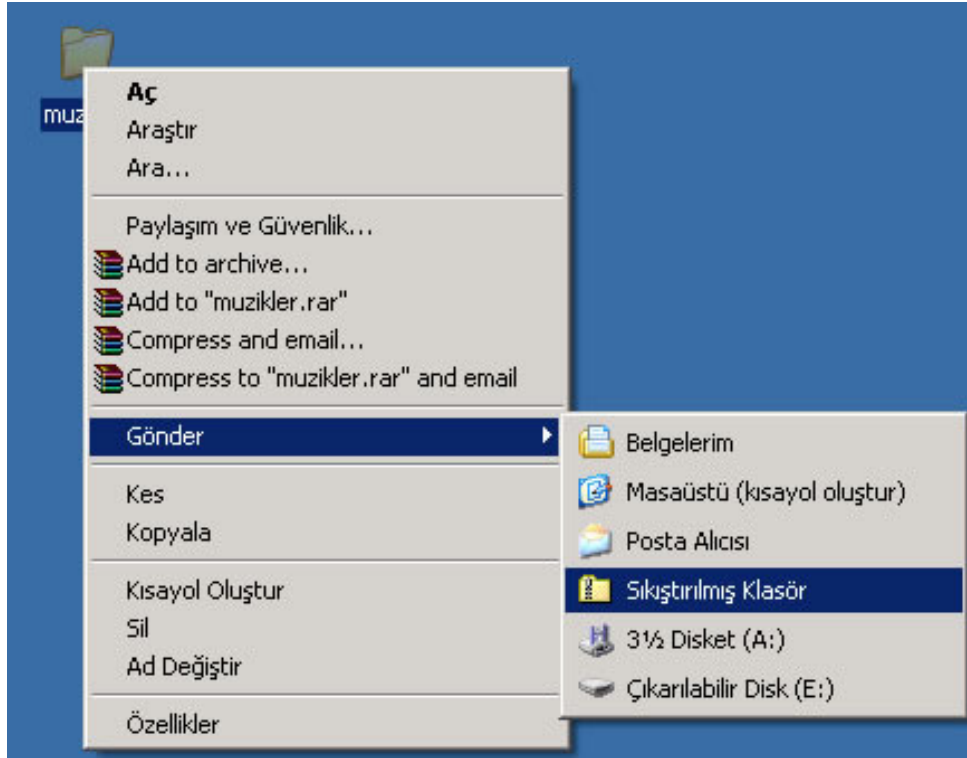 Aç
Araştır
Ara...
Paylaşım ve Güvenlik...
Add to archive...
Add to "muzikler.rar"
Compress and email...
Compress to "muzikler.rar" and email
Gönder
Kes
Kopyala
Kısayol Oluştur
Sil
Ad Değiştir
Özellikler
Belgelerim
Masaüstü (kısayol oluştur)
Posta Alıcısı
Sıkıştırılmış Klasör
3½ Disket (A:)
Çıkarılabilir Disk (E:)